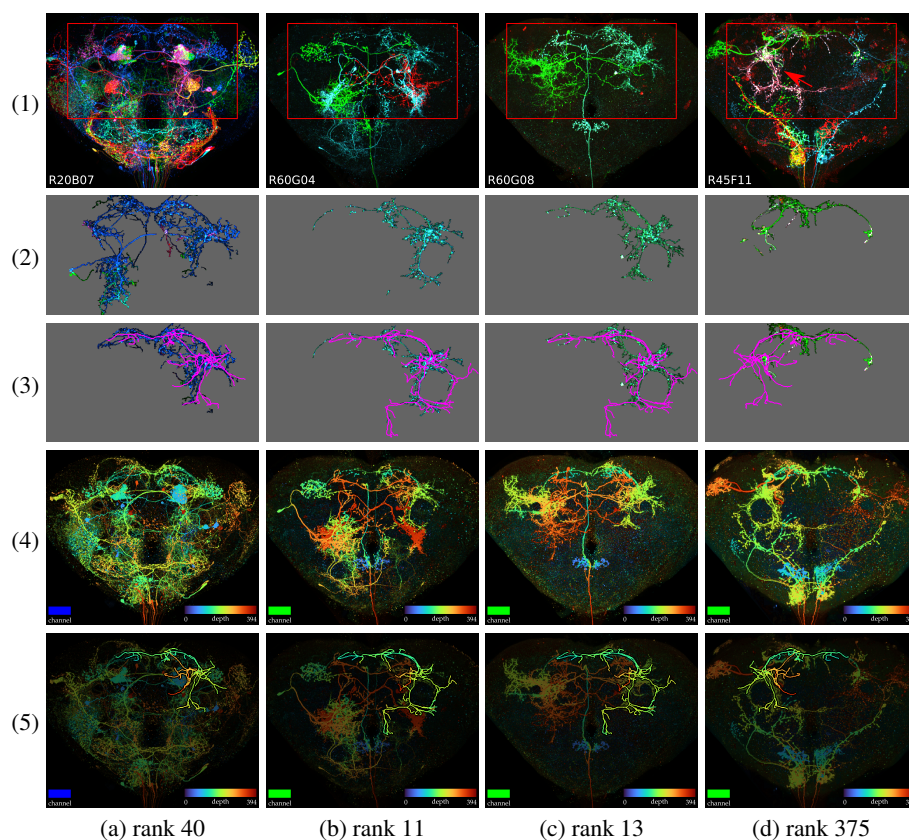 (1)
R20B07
R60G04
R60G08
R45F11
(2)
(3)
(4)
channel
0 depth 394
channel
0 depth 394
channel
0 depth 394
channel
0 depth 394
(5)
channel
0 depth 394
channel
0 depth 394
channel
0 depth 394
channel
0 depth 394
(a) rank 40
(b) rank 11
(c) rank 13
(d) rank 375